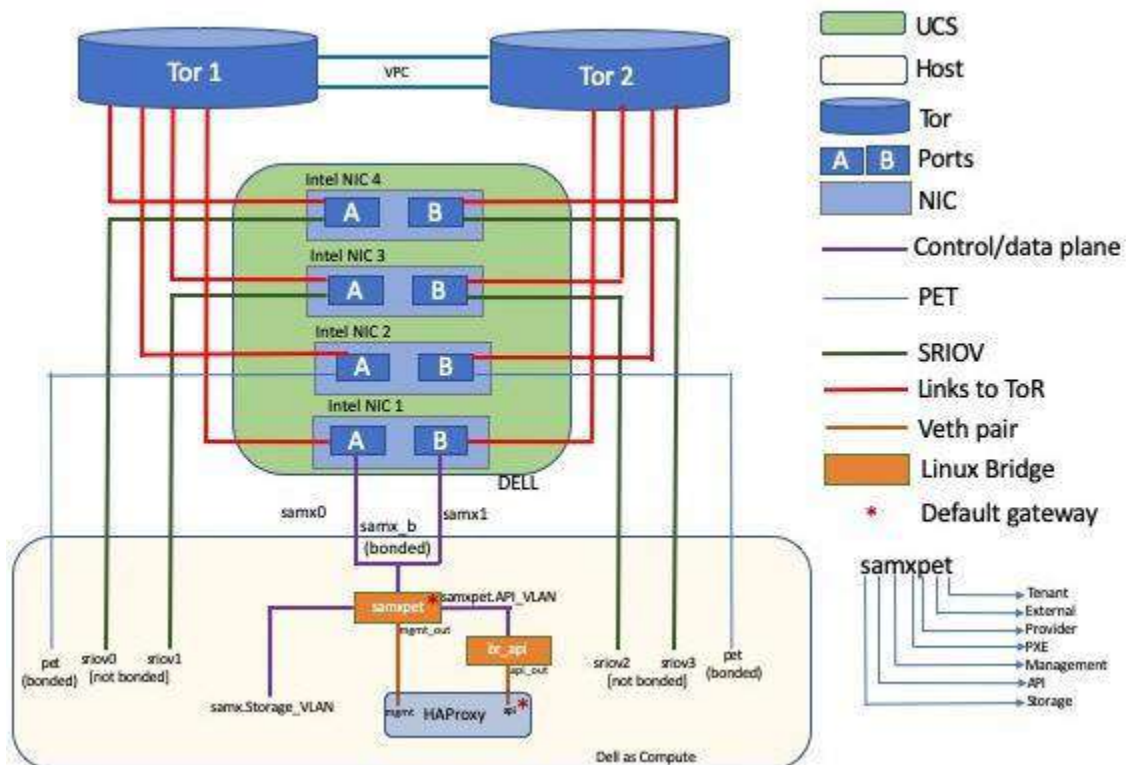 Tor 1
VPC
Tor 2
Intel NIC 4
A B
Intel NIC 3
A B
Intel NIC 2
A B
Intel NIC 1
A B
DELL
samx0
samx_b
(bonded)
samx1
samxpet
*
samxpet.API_VLAN
mgmt_out
br_api
api_out
mgmt
HAProxy
api
*
samx.Storage_VLAN
pet
(bonded)
sriov0
sriov1
[not bonded]
sriov2
sriov3
[not bonded]
pet
(bonded)
Dell as Compute
UCS
Host
Tor
A B Ports
NIC
Control/data plane
PET
SRIOV
Links to ToR
Veth pair
Linux Bridge
* Default gateway
samxpet
Tenant
External
Provider
PXE
Management
API
Storage